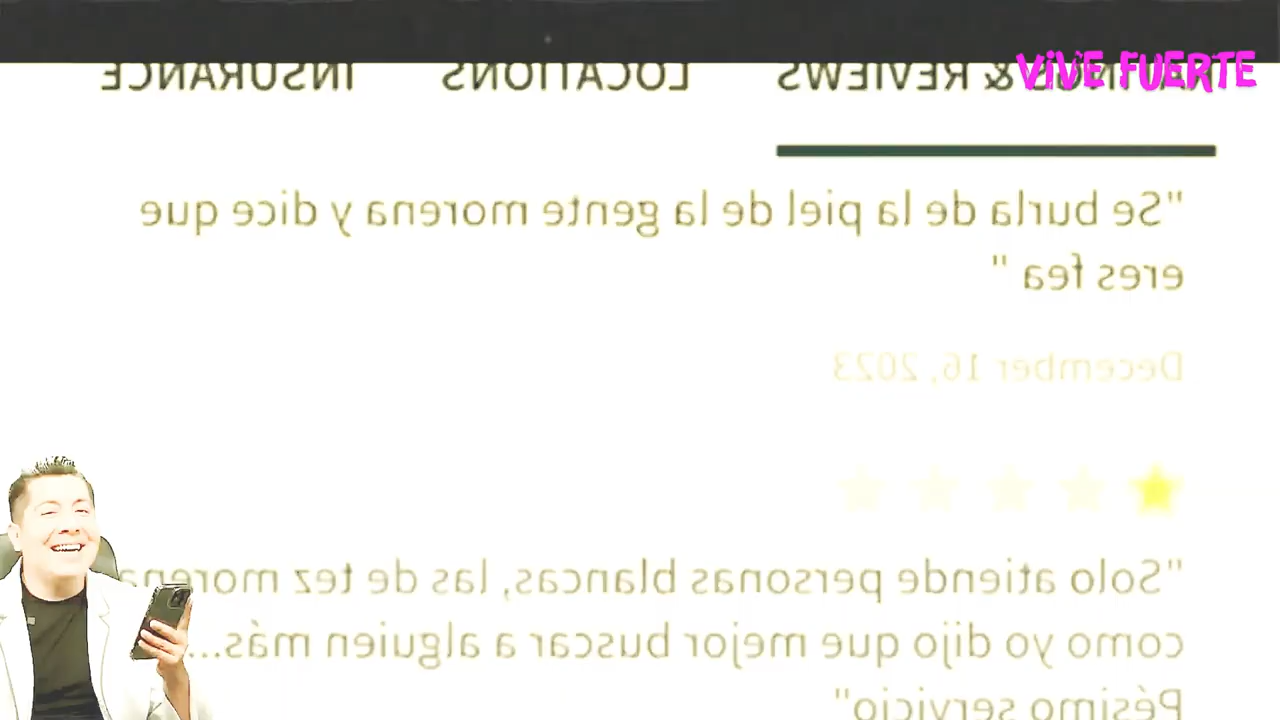 VIVE FUERTE
& REVIEWS LOCATIONS INSURANCE
"Se burla de la piel de la gente morena y dice que
eres fea "
December 16, 2023
"Solo atiende personas blancas, las de tez morena
como yo dijo que mejor buscar a alguien más...
Pésimo servicio"